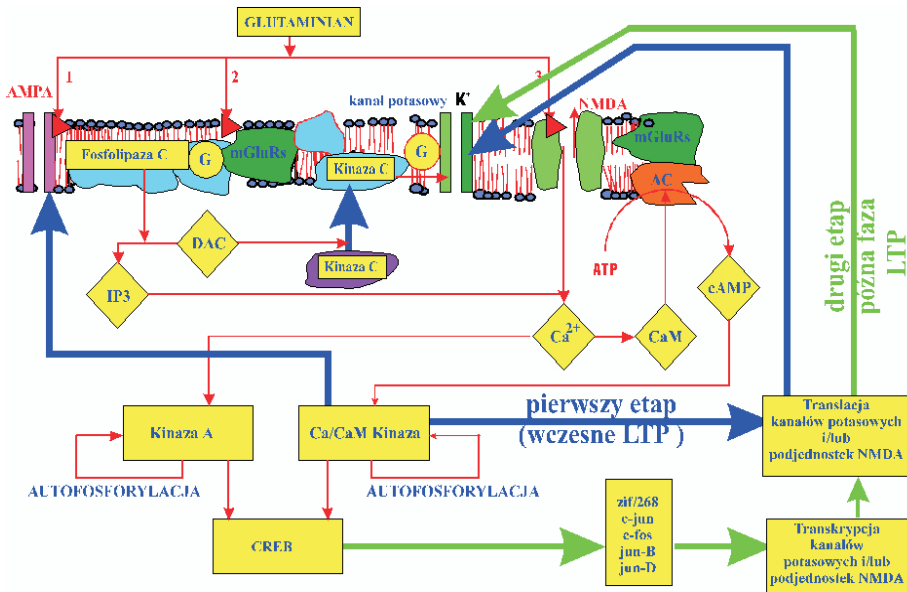 GLUTAMINIAN
1
2
3
AMPA
kanał potasowy
K+
NMDA
Fosfolipaza C
G
mGluRs
Kinaza C
G
mGluRs
AC
DAC
Kinaza C
IP3
ATP
cAMP
Ca2+
CaM
drugi etap
pózna faza
LTP
Kinaza A
Ca/CaM Kinaza
pierwszy etap
(wczesne LTP )
Translacja
kanałów potasowych
i/lub
podjednostek NMDA
AUTOFOSFORYLACJA
AUTOFOSFORYLACJA
CREB
zif/268
c-jun
c-fos
jun-B
jun-D
Transkrypcja
kanałów
potasowych i/lub
podjednostek NMDA